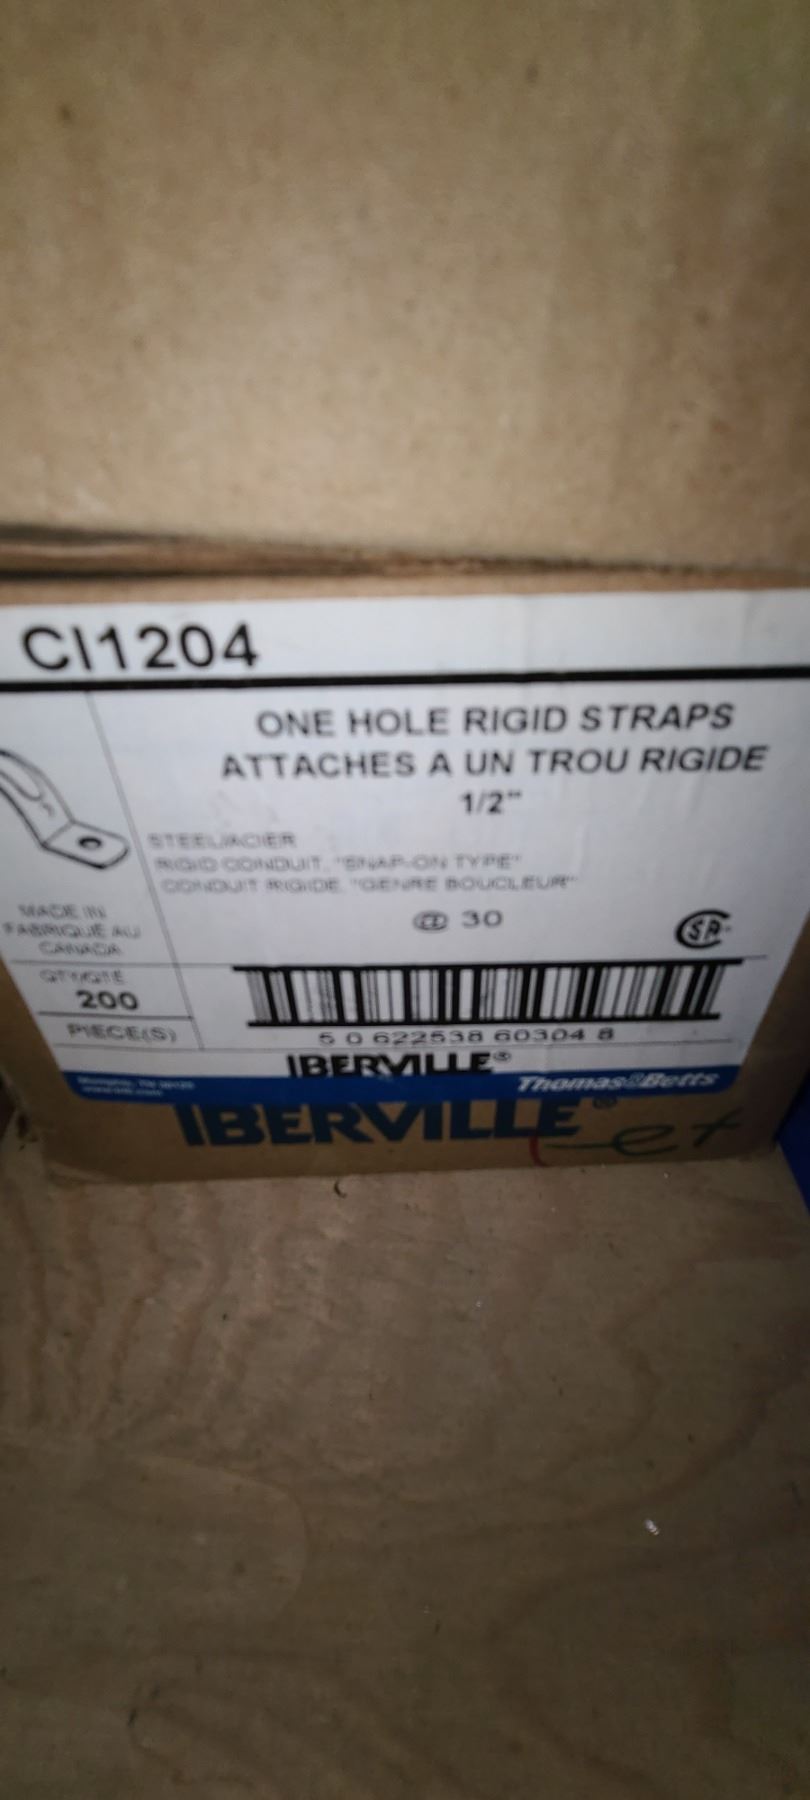 CI1204
ONE HOLE RIGID STRAPS
ATTACHES A UN TROU RIGIDE
1/2"
STEEL/ACIER
RIGID CONDUIT, "SNAP-ON TYPE"
CONDUIT RIGIDE, "GENRE BOUCLEUR"
MADE IN
FABRIQUE AU
CANADA
30
QTY/QTE
200
PIECE(S)
5 0 622538 60304 8
IBERVILLE®
Thomas&Betts
IBERVILLE®